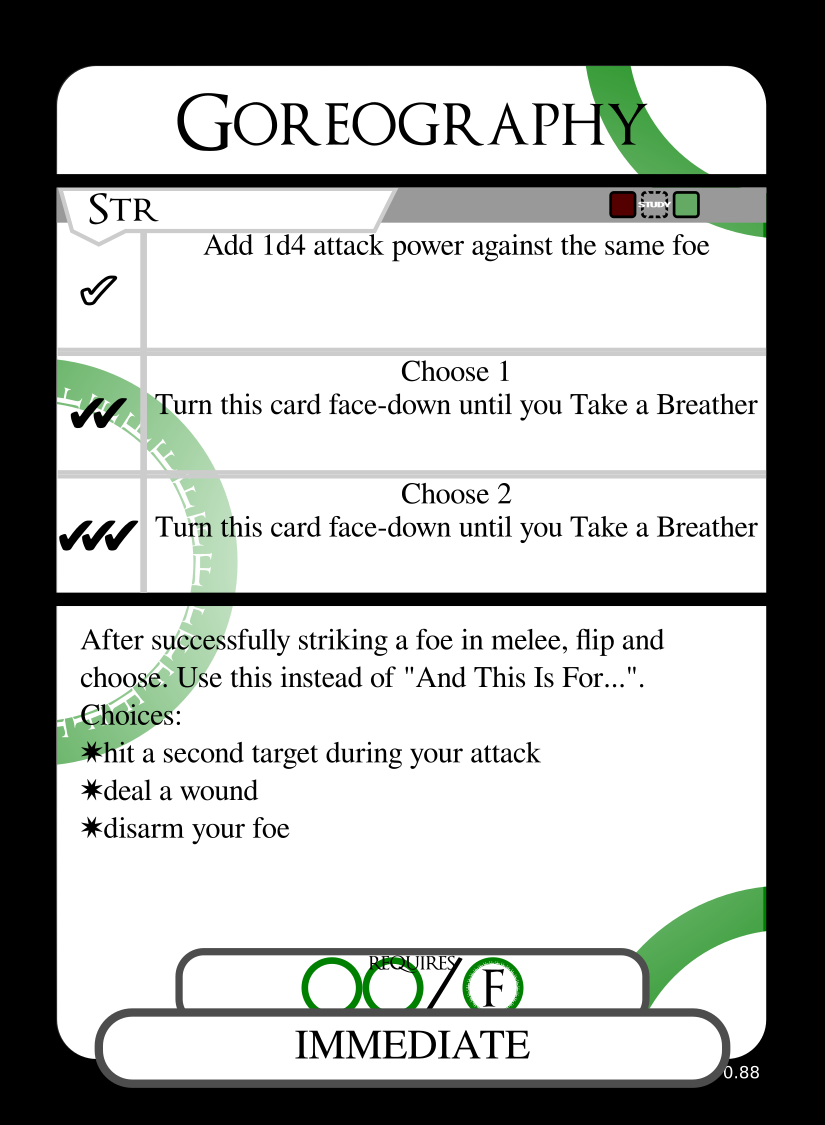 GOREOGRAPHY
STR
STUDY
Add 1d4 attack power against the same foe
Choose 1
Turn this card face-down until you Take a Breather
Choose 2
Turn this card face-down until you Take a Breather
After successfully striking a foe in melee, flip and
choose. Use this instead of "And This Is For...".
Choices:
✷hit a second target during your attack
✷deal a wound
✷disarm your foe
REQUIRES
/ F
IMMEDIATE
0.88